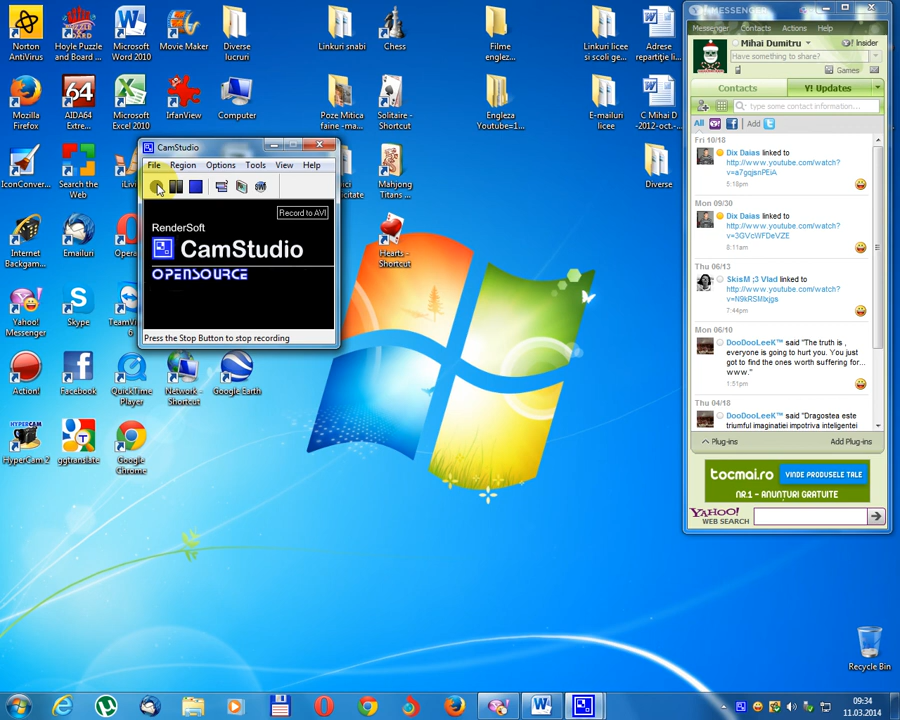 Norton
AntiVirus
Hoyle Puzzle
and Board ...
Microsoft
Word 2010
Movie Maker
Diverse
lucruri
Linkuri snabi
Chess
Filme
englez...
Linkuri licee
si scoli ge...
Adrese
repartiţie l...
Mozilla
Firefox
AIDA64
Extre...
Microsoft
Excel 2010
IrfanView
Computer
Poze Mitica
faine -ma...
Solitaire -
Shortcut
Engleza
Youtube=1...
E-mailuri
licee
C Mihai D
-2012-oct.-...
IconConver...
Search the
Web
Mahjong
Titans ...
Diverse
Internet
Backgam...
Emailuri
Hearts -
Shortcut
Yahoo!
Messenger
Skype
Action!
Facebook
QuickTime
Player
Network -
Shortcut
Google Earth
HyperCam 2
ggtranslate
Google
Chrome
CamStudio
File Region Options Tools View Help
Record to AVI
RenderSoft
CamStudio
OPENSOURCE
Press the Stop Button to stop recording
MESSENGER
Messenger Contacts Actions Help
Mihai Dumitru
Insider
Have something to share?
Games
Contacts
Y! Updates
type some contact information...
All Add
Fri 10/18
Dix Daias linked to
http://www.youtube.com/watch?
v=a7gqjsnPEiA
5:18pm
Mon 09/30
Dix Daias linked to
http://www.youtube.com/watch?
v=3GVcWFDeVZE
8:11am
Thu 06/13
SkisM ;3 Vlad linked to
http://www.youtube.com/watch?
v=N9kRSMlxjgs
7:44pm
Mon 06/10
DooDooLeeK™ said "The truth is ,
everyone is going to hurt you. You just
got to find the ones worth suffering for...
www."
1:51pm
Thu 04/18
DooDooLeeK™ said "Dragostea este
triumful imaginatiei impotriva inteligentei
Plug-ins
Add Plug-ins
tocmai.ro
VINDE PRODUSELE TALE
NR.1 - ANUNŢURI GRATUITE
YAHOO!
WEB SEARCH
Recycle Bin
09:34
11.03.2014